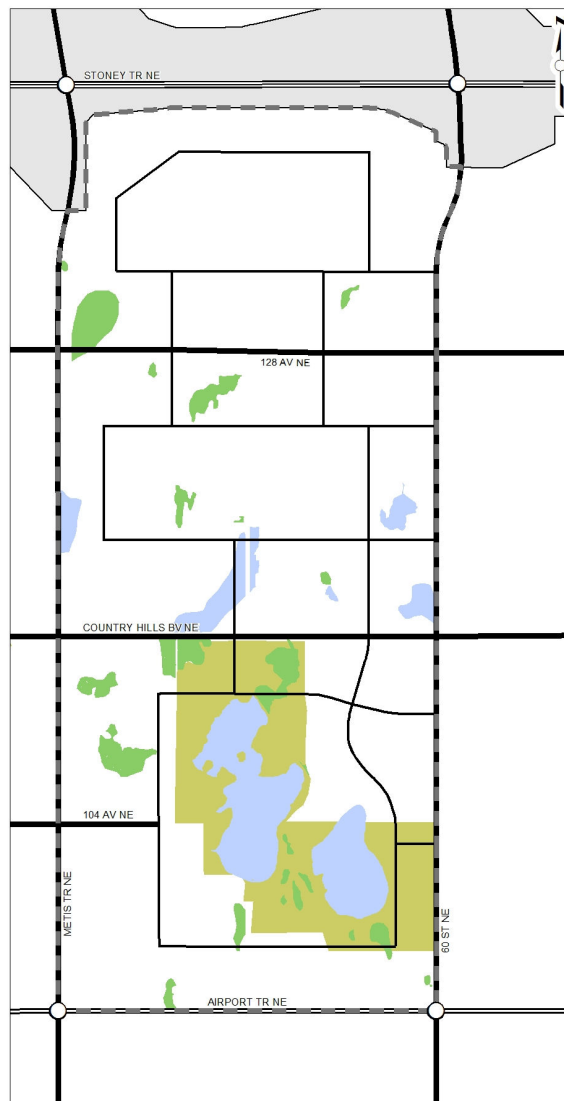 STONEY TR NE
128 AV NE
COUNTRY HILLS BV NE
104 AV NE
METIS TR NE
60 ST NE
AIRPORT TR NE